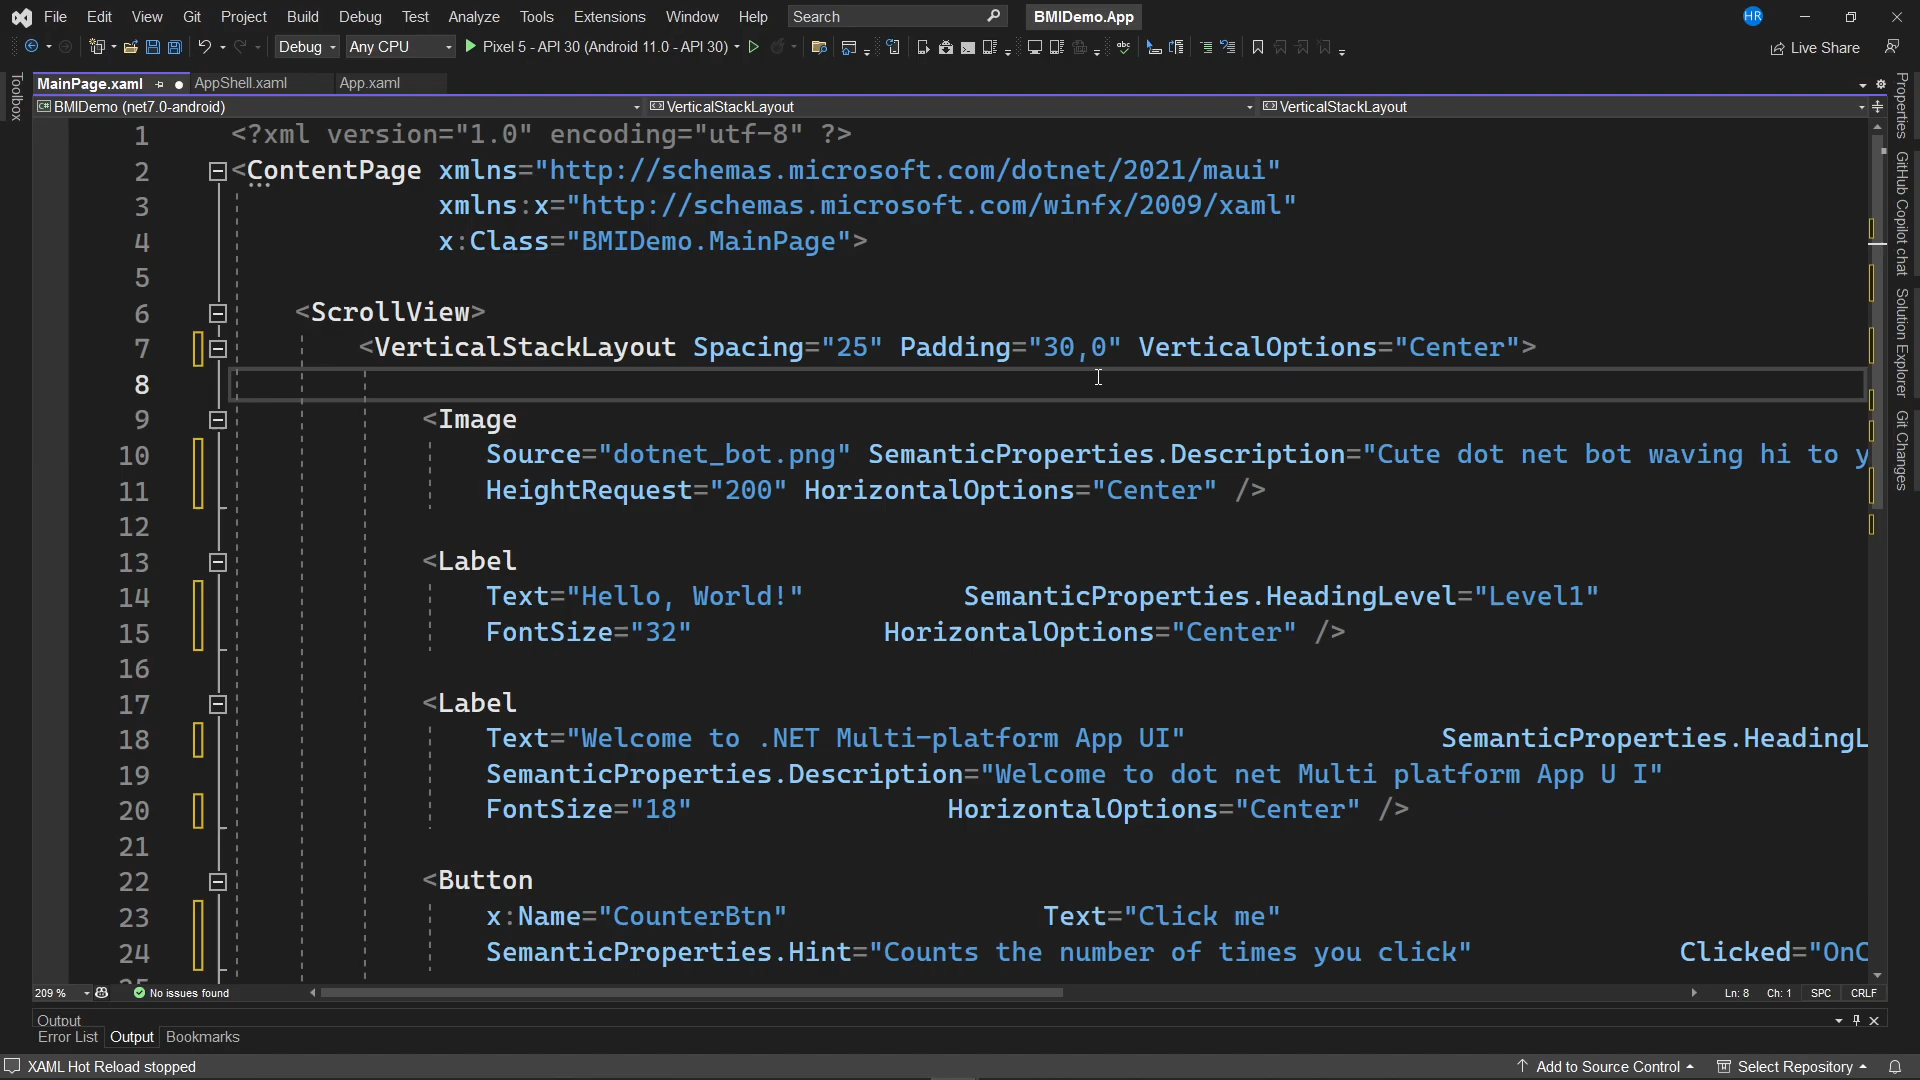 File Edit View Git Project Build Debug Test Analyze Tools Extensions Window Help Search BMIDemo.App HR
Debug Any CPU Pixel 5 - API 30 (Android 11.0 - API 30) Live Share
MainPage.xaml AppShell.xaml App.xaml
BMIDemo (net7.0-android) VerticalStackLayout VerticalStackLayout
Toolbox
Properties
GitHub Copilot chat
Solution Explorer
Git Changes
1 <?xml version="1.0" encoding="utf-8" ?>
2 <ContentPage xmlns="http://schemas.microsoft.com/dotnet/2021/maui"
3 xmlns:x="http://schemas.microsoft.com/winfx/2009/xaml"
4 x:Class="BMIDemo.MainPage">
5
6 <ScrollView>
7 <VerticalStackLayout Spacing="25" Padding="30,0" VerticalOptions="Center">
8
9 <Image
10 Source="dotnet_bot.png" SemanticProperties.Description="Cute dot net bot waving hi to y
11 HeightRequest="200" HorizontalOptions="Center" />
12
13 <Label
14 Text="Hello, World!" SemanticProperties.HeadingLevel="Level1"
15 FontSize="32" HorizontalOptions="Center" />
16
17 <Label
18 Text="Welcome to .NET Multi-platform App UI" SemanticProperties.HeadingL
19 SemanticProperties.Description="Welcome to dot net Multi platform App U I"
20 FontSize="18" HorizontalOptions="Center" />
21
22 <Button
23 x:Name="CounterBtn" Text="Click me"
24 SemanticProperties.Hint="Counts the number of times you click" Clicked="OnC
25
209 % No issues found Ln: 8 Ch: 1 SPC CRLF
Output
Error List Output Bookmarks
XAML Hot Reload stopped Add to Source Control Select Repository